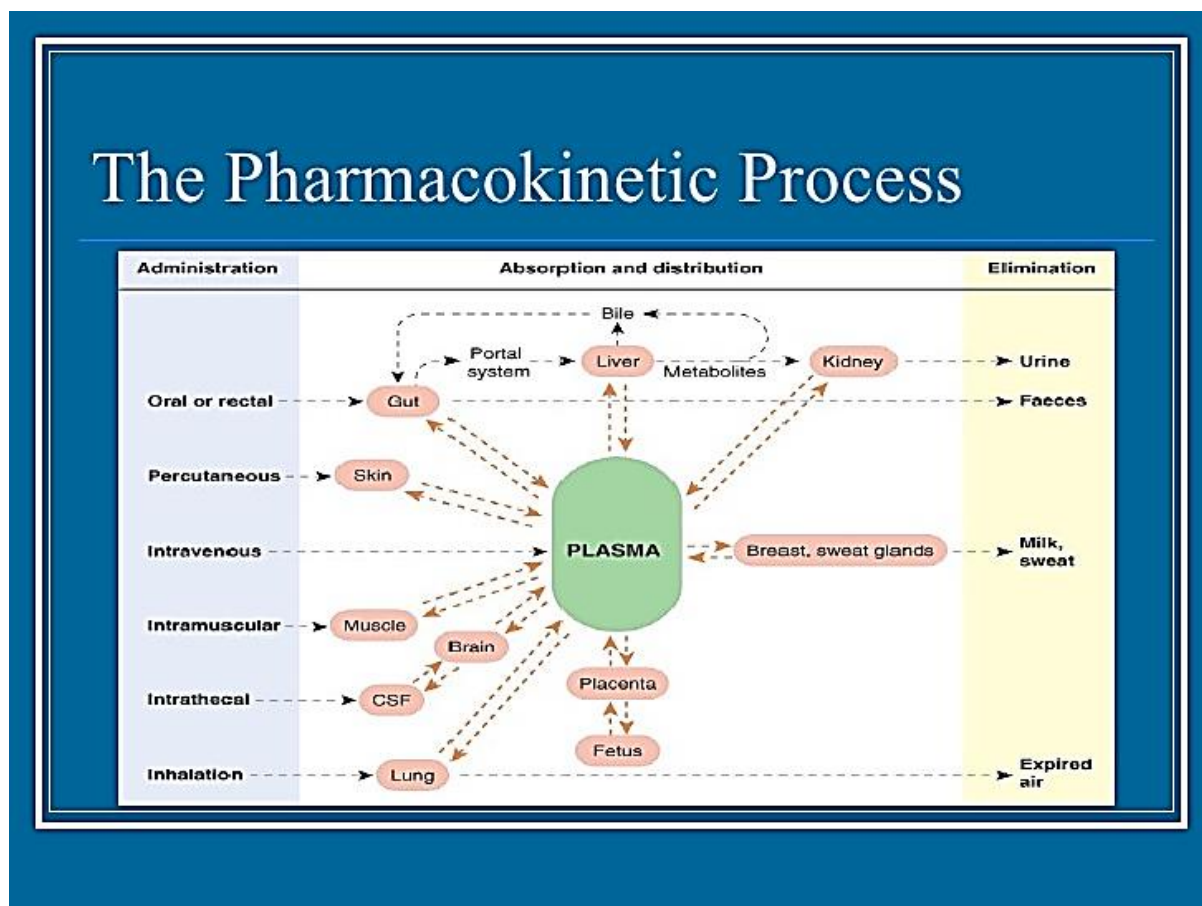 The Pharmacokinetic Process
Administration
Absorption and distribution
Elimination
Bile
Portal
system
Liver
Metabolites
Kidney
Urine
Oral or rectal
Gut
Faeces
Percutaneous
Skin
Intravenous
PLASMA
Breast, sweat glands
Milk,
sweat
Intramuscular
Muscle
Brain
Intrathecal
CSF
Placenta
Fetus
Inhalation
Lung
Expired
air